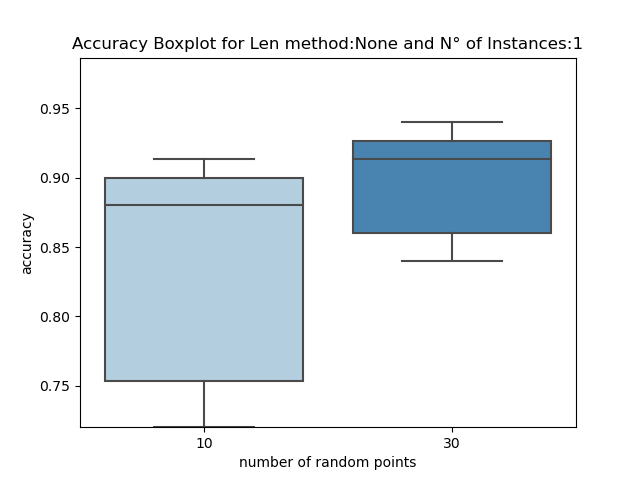 Accuracy Boxplot for Len method:None and N° of Instances:1
0.95
0.90
0.85
0.80
0.75
accuracy
10 30
number of random points